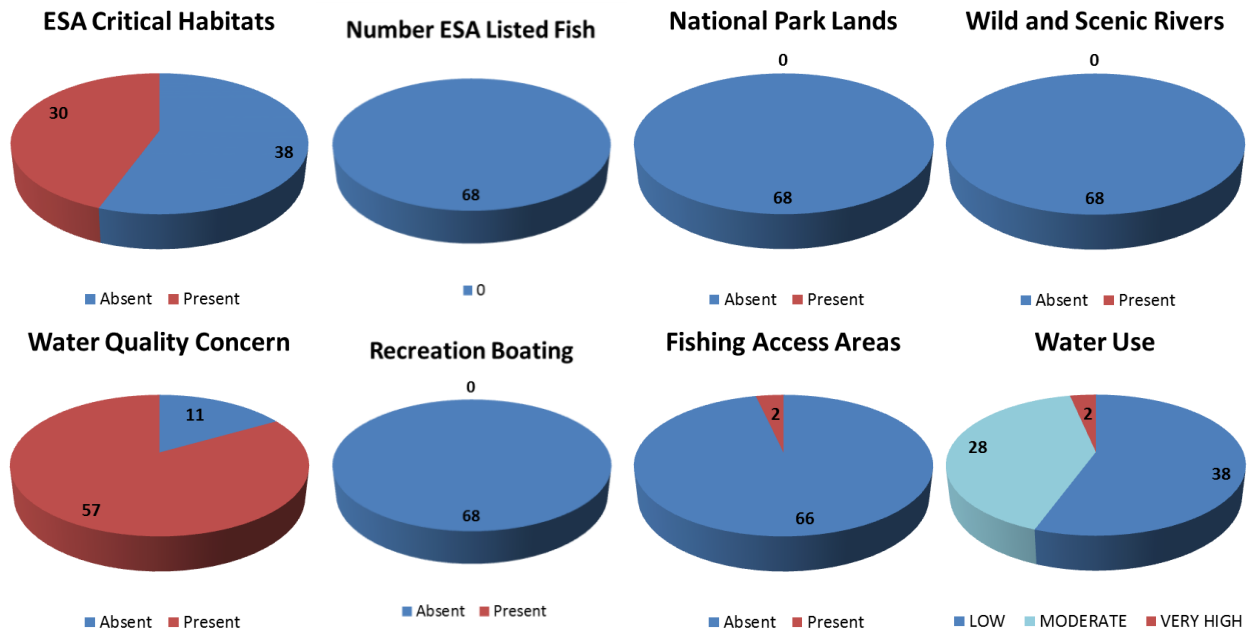 ESA Critical Habitats
30
38
Absent Present
Number ESA Listed Fish
68
0
National Park Lands
0
68
Absent Present
Wild and Scenic Rivers
0
68
Absent Present
Water Quality Concern
11
57
Absent Present
Recreation Boating
0
68
Absent Present
Fishing Access Areas
2
66
Absent Present
Water Use
2
28
38
LOW MODERATE VERY HIGH